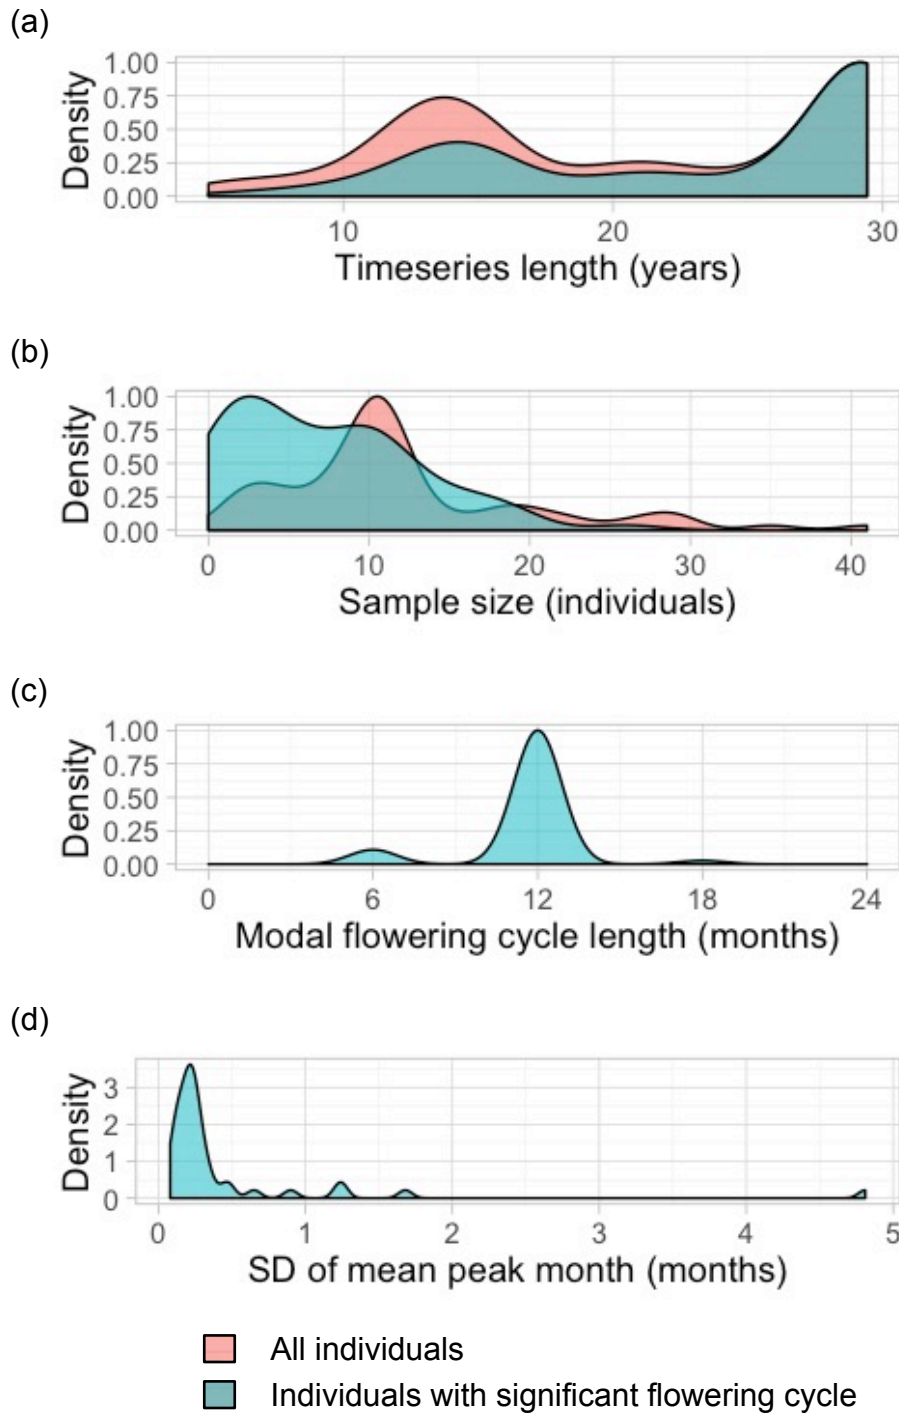 (a)
Density
1.00
0.75
0.50
0.25
0.00
10 20 30
Timeseries length (years)
(b)
Density
1.00
0.75
0.50
0.25
0.00
0 10 20 30 40
Sample size (individuals)
(c)
Density
1.00
0.75
0.50
0.25
0.00
0 6 12 18 24
Modal flowering cycle length (months)
(d)
Density
3
2
1
0
0 1 2 3 4 5
SD of mean peak month (months)
All individuals
Individuals with significant flowering cycle